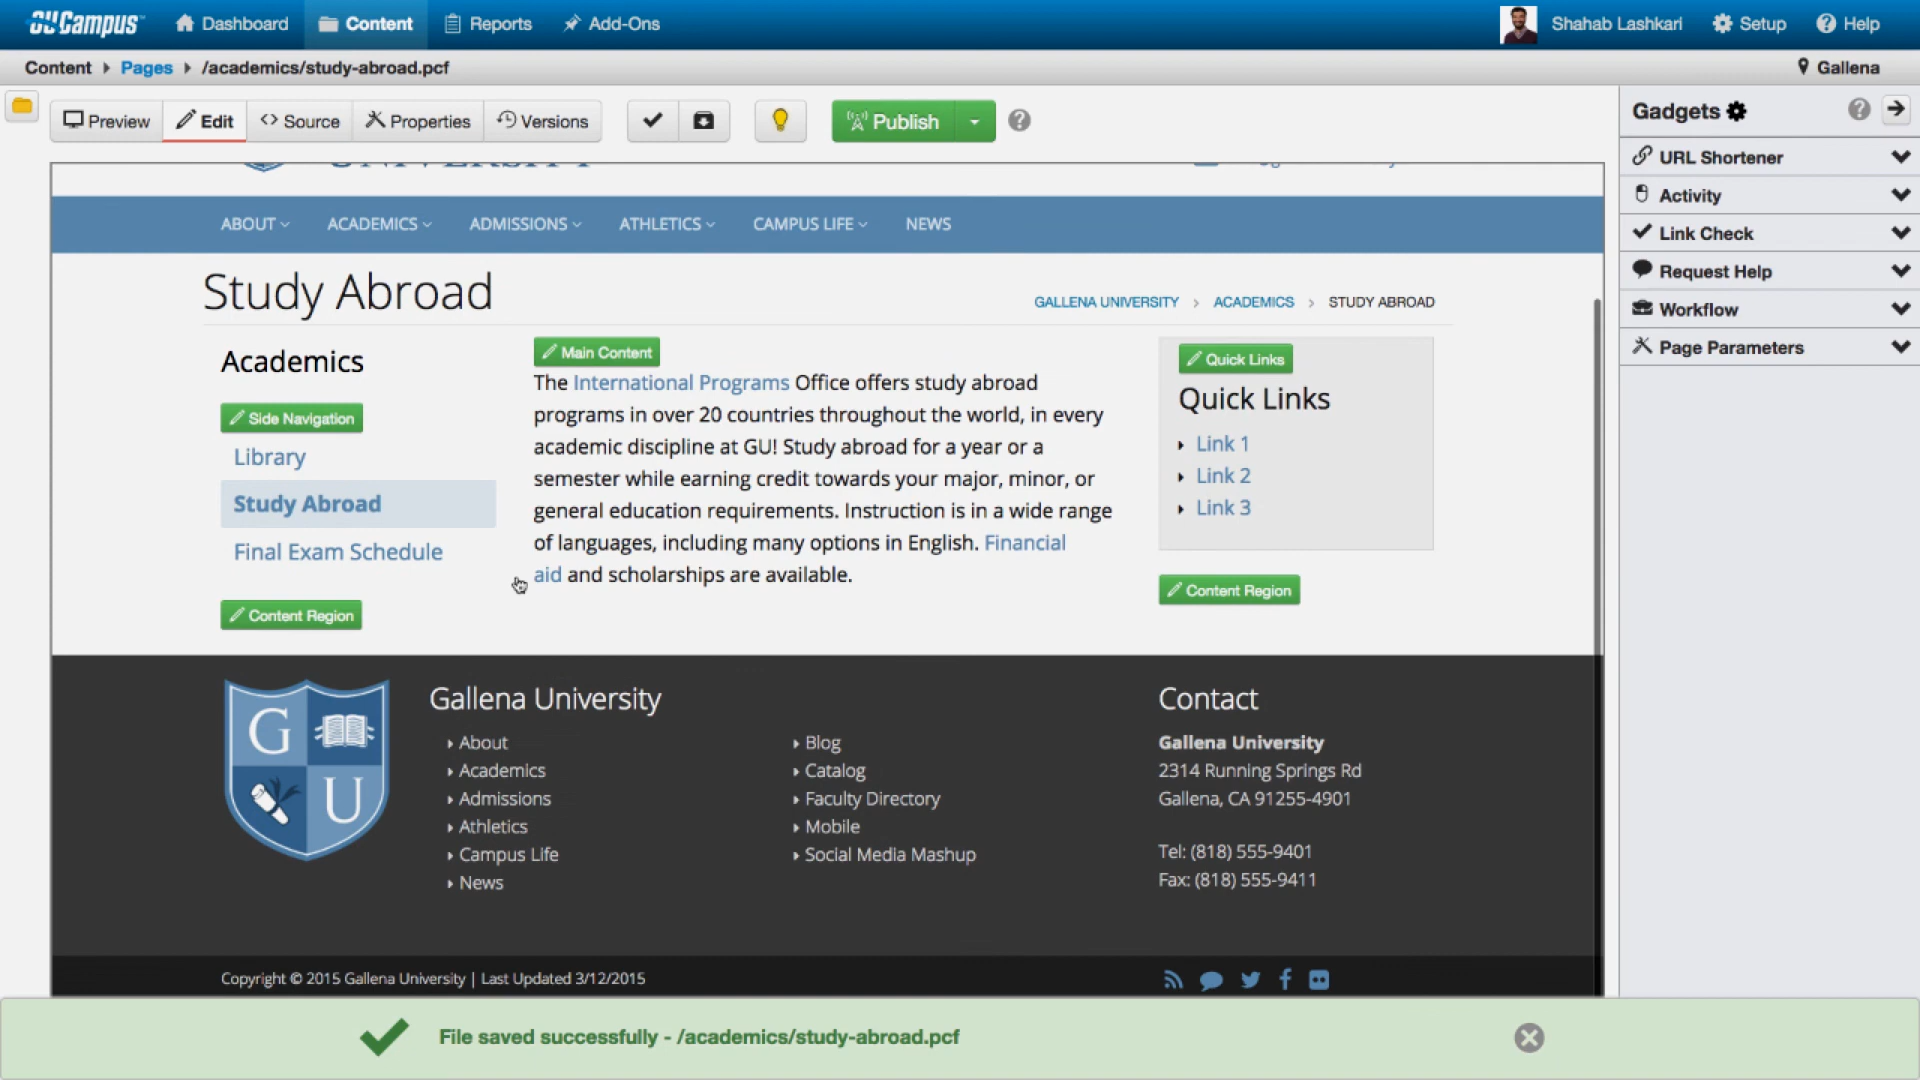 OU Campus
Dashboard
Content
Reports
Add-Ons
Shahab Lashkari
Setup
Help
Content
Pages
/academics/study-abroad.pcf
Gallena
Preview
Edit
Source
Properties
Versions
Publish
Gadgets
URL Shortener
Activity
Link Check
Request Help
Workflow
Page Parameters
ABOUT
ACADEMICS
ADMISSIONS
ATHLETICS
CAMPUS LIFE
NEWS
Study Abroad
GALLENA UNIVERSITY > ACADEMICS > STUDY ABROAD
Academics
Side Navigation
Library
Study Abroad
Final Exam Schedule
Content Region
Main Content
The International Programs Office offers study abroad
programs in over 20 countries throughout the world, in every
academic discipline at GU! Study abroad for a year or a
semester while earning credit towards your major, minor, or
general education requirements. Instruction is in a wide range
of languages, including many options in English. Financial
aid and scholarships are available.
Quick Links
Quick Links
Link 1
Link 2
Link 3
Content Region
G
U
Gallena University
About
Academics
Admissions
Athletics
Campus Life
News
Blog
Catalog
Faculty Directory
Mobile
Social Media Mashup
Contact
Gallena University
2314 Running Springs Rd
Gallena, CA 91255-4901
Tel: (818) 555-9401
Fax: (818) 555-9411
Copyright © 2015 Gallena University | Last Updated 3/12/2015
File saved successfully - /academics/study-abroad.pcf